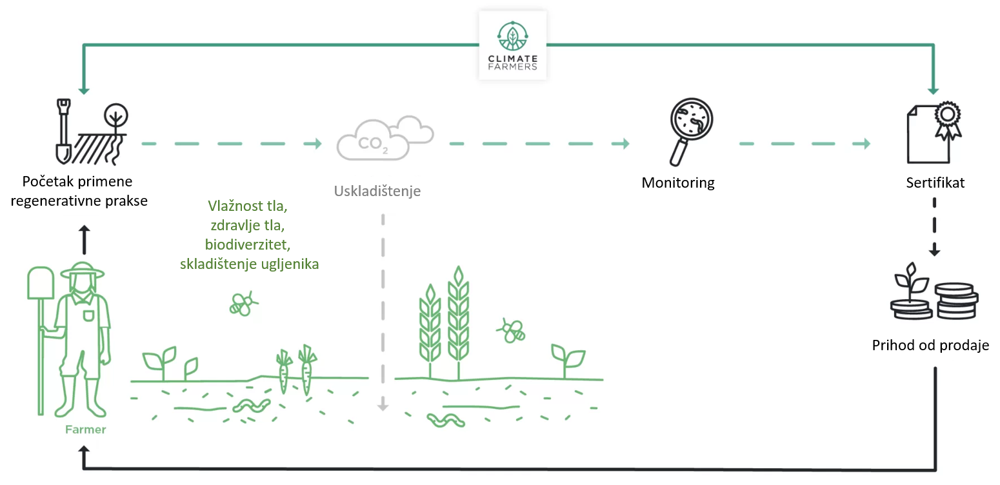 CLIMATE
FARMERS
CO2
Početak primene
regenerativne prakse
Uskladištenje
Monitoring
Sertifikat
Vlažnost tla,
zdravlje tla,
biodiverzitet,
skladištenje ugljenika
Prihod od prodaje
Farmer